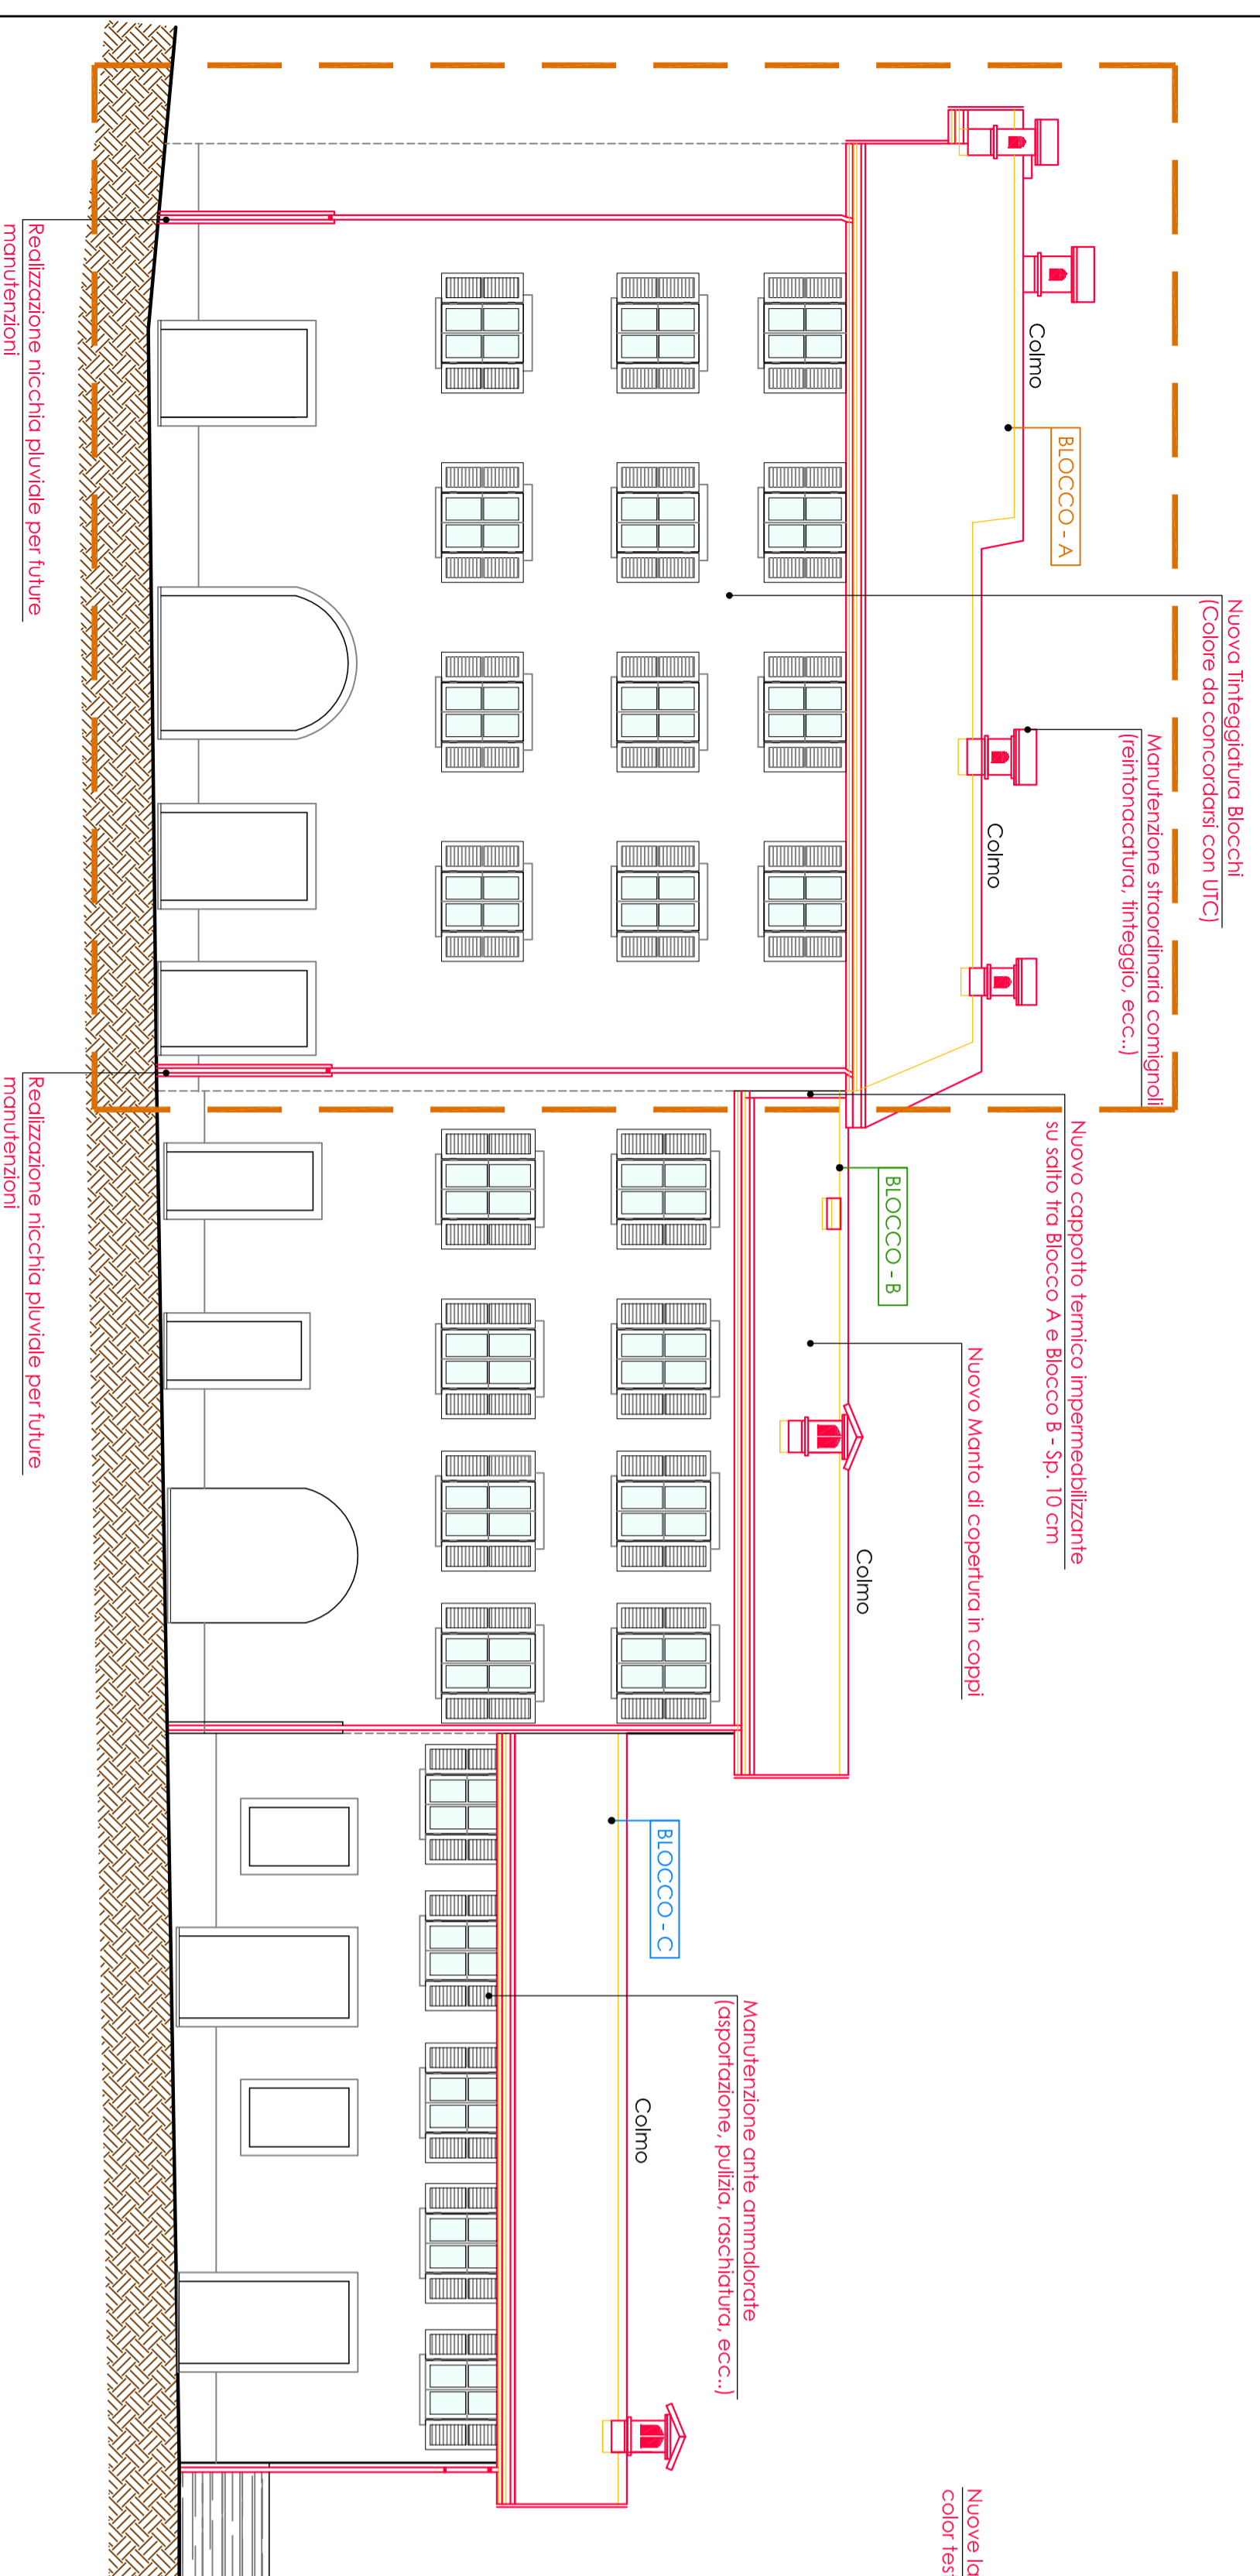 Nuova Tinteggiatura Blocchi
(Colore da concordarsi con UTC)
Manutenzione straordinaria comignoli
(reintonacatura, tinteggio, ecc..)
Colmo
BLOCCO - A
Colmo
Nuovo cappotto termico impermeabilizzante
su salto tra Blocco A e Blocco B - Sp. 10 cm
BLOCCO - B
Nuovo Manto di copertura in coppi
Colmo
BLOCCO - C
Manutenzione ante ammalorate
(asportazione, pulizia, raschiatura, ecc..)
Colmo
Nuove
color
Realizzazione nicchia pluviale per future
manutenzioni
Realizzazione nicchia pluviale per future
manutenzioni